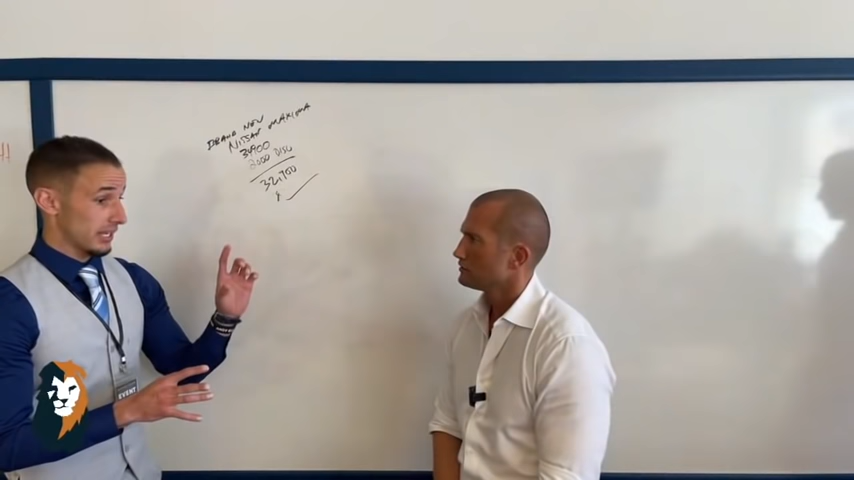 BRAND NEW
NISSAN MAXIMA
34900
2000 DISC
32,900
EVENT